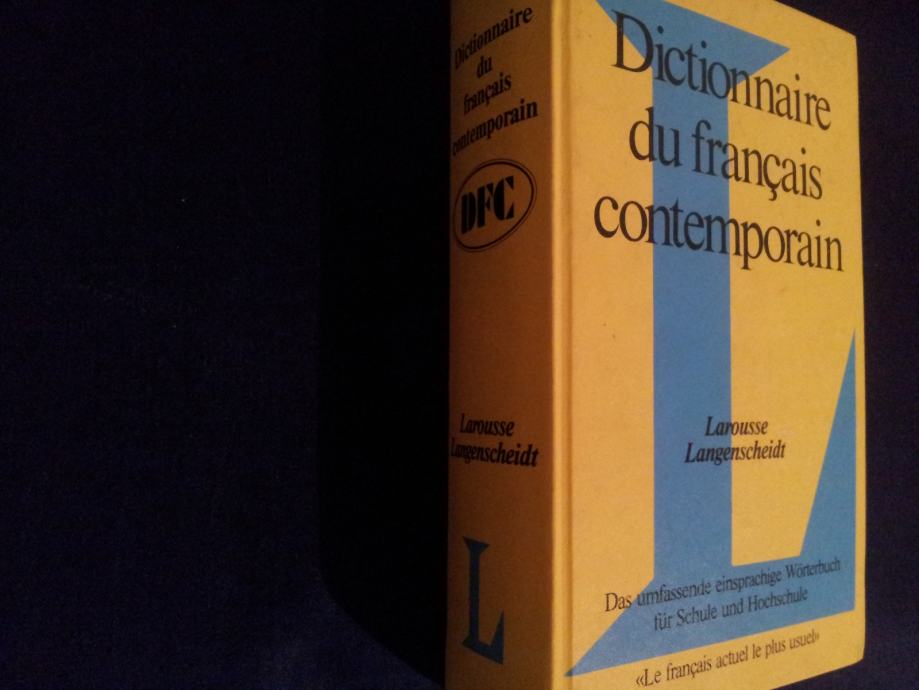 Dictionnaire
du
français
contemporain
DFC
Larousse
Langenscheidt
L
Dictionnaire
du français
contemporain
L
Larousse
Langenscheidt
Das umfassende einsprachige Wörterbuch
für Schule und Hochschule
«Le français actuel le plus usuel»